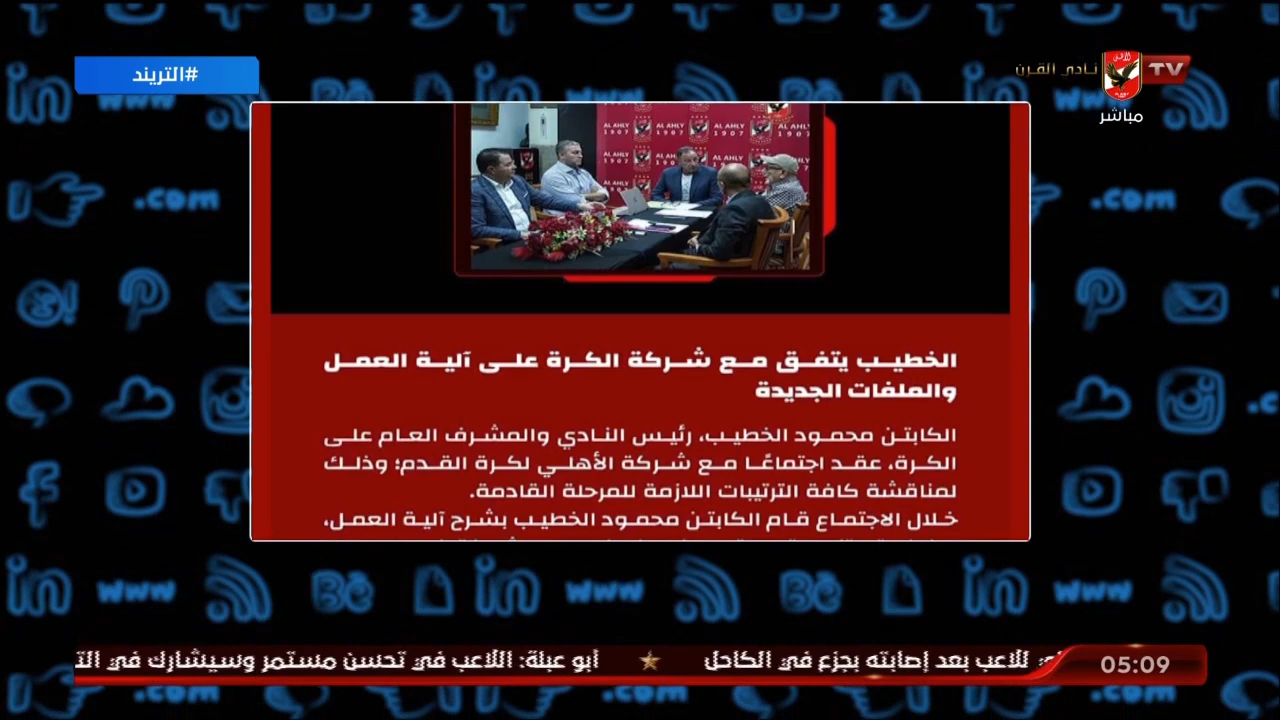 #التريند
نادي القرن
TV
مباشر
AL AHLY
1907
الخطيب يتفق مع شركة الكرة على آلية العمل
والملفات الجديدة
الكابتن محمود الخطيب، رئيس النادي والمشرف العام على
الكرة، عقد اجتماعًا مع شركة الأهلي لكرة القدم؛ وذلك
لمناقشة كافة الترتيبات اللازمة للمرحلة القادمة.
خلال الاجتماع قام الكابتن محمود الخطيب بشرح آلية العمل،
للاعب بعد إصابته بجزع في الكاحل
أبو عبلة: اللاعب في تحسن مستمر وسيشارك في
05:09